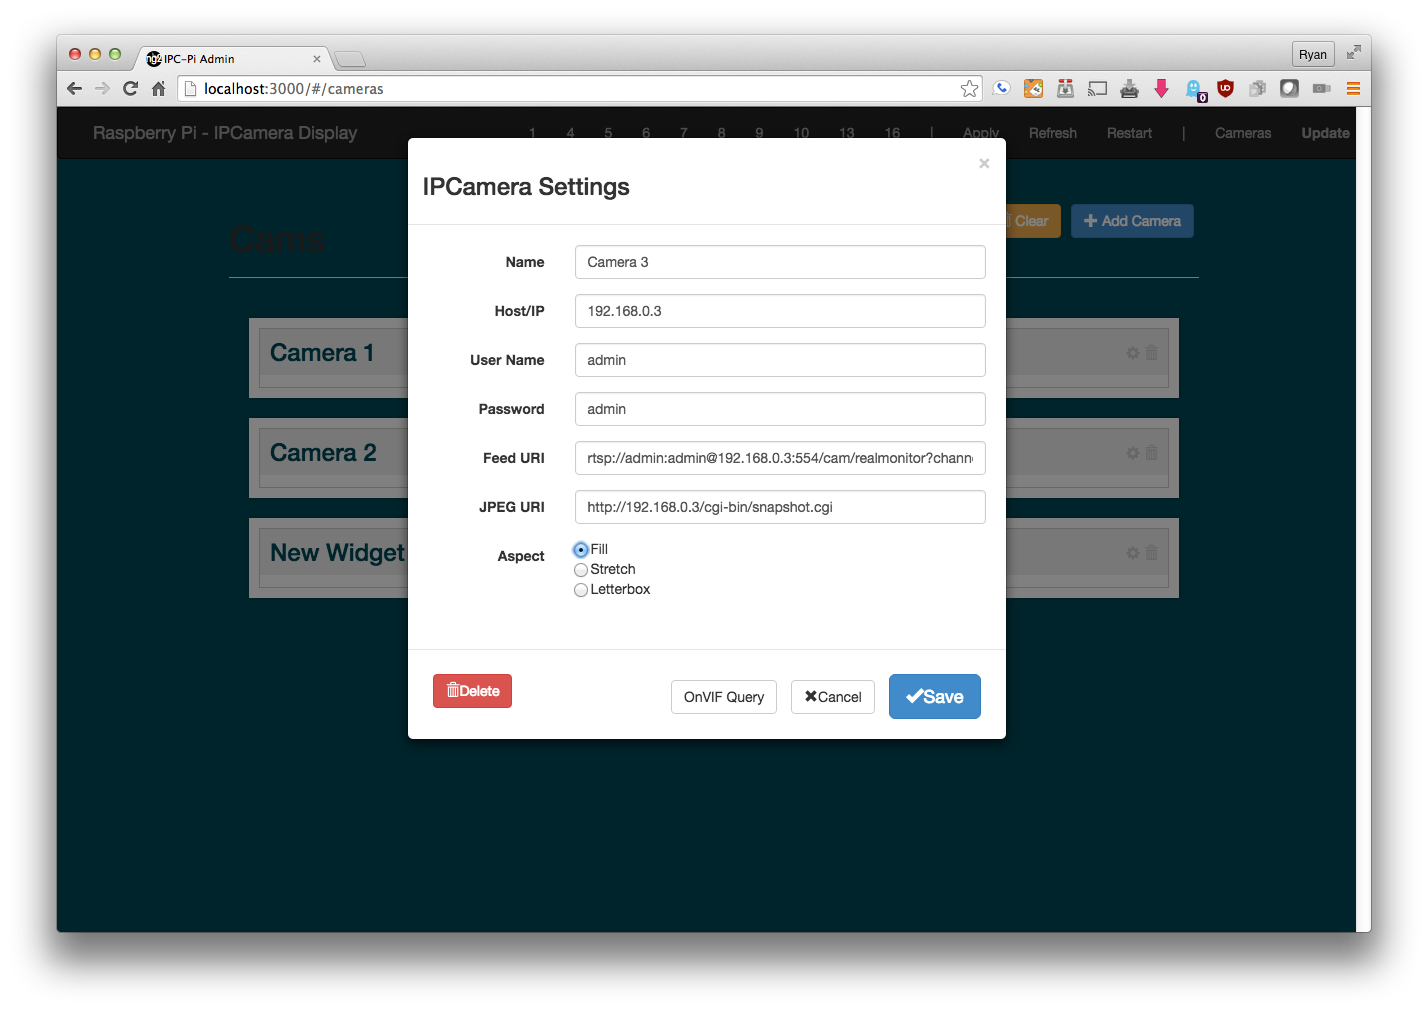 IPC-Pi Admin
Ryan
localhost:3000/#/cameras
Raspberry Pi - IPCamera Display 1 4 5 6 7 8 9 10 13 16 | Apply Refresh Restart | Cameras Update
IPCamera Settings
Cams
Clear
Add Camera
Name Camera 3
Host/IP 192.168.0.3
User Name admin
Password admin
Feed URI rtsp://admin:admin@192.168.0.3:554/cam/realmonitor?chann
JPEG URI http://192.168.0.3/cgi-bin/snapshot.cgi
Aspect Fill
Stretch
Letterbox
Camera 1
Camera 2
New Widget
Delete
OnVIF Query
Cancel
Save